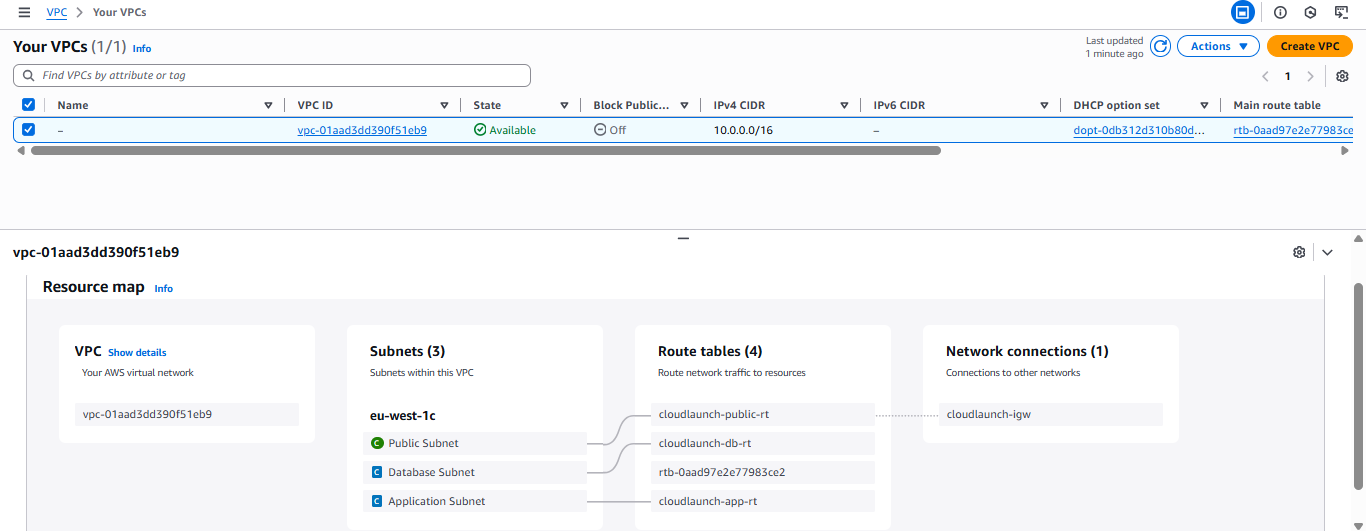 VPC > Your VPCs
Your VPCs (1/1) Info
Last updated
1 minute ago
Actions
Create VPC
Find VPCs by attribute or tag
1
Name VPC ID State Block Public... IPv4 CIDR IPv6 CIDR DHCP option set Main route table
– vpc-01aad3dd390f51eb9 Available Off 10.0.0.0/16 – dopt-0db312d310b80d... rtb-0aad97e2e77983ce
vpc-01aad3dd390f51eb9
Resource map Info
VPC Show details
Your AWS virtual network
vpc-01aad3dd390f51eb9
Subnets (3)
Subnets within this VPC
eu-west-1c
C Public Subnet
C Database Subnet
C Application Subnet
Route tables (4)
Route network traffic to resources
cloudlaunch-public-rt
cloudlaunch-db-rt
rtb-0aad97e2e77983ce2
cloudlaunch-app-rt
Network connections (1)
Connections to other networks
cloudlaunch-igw